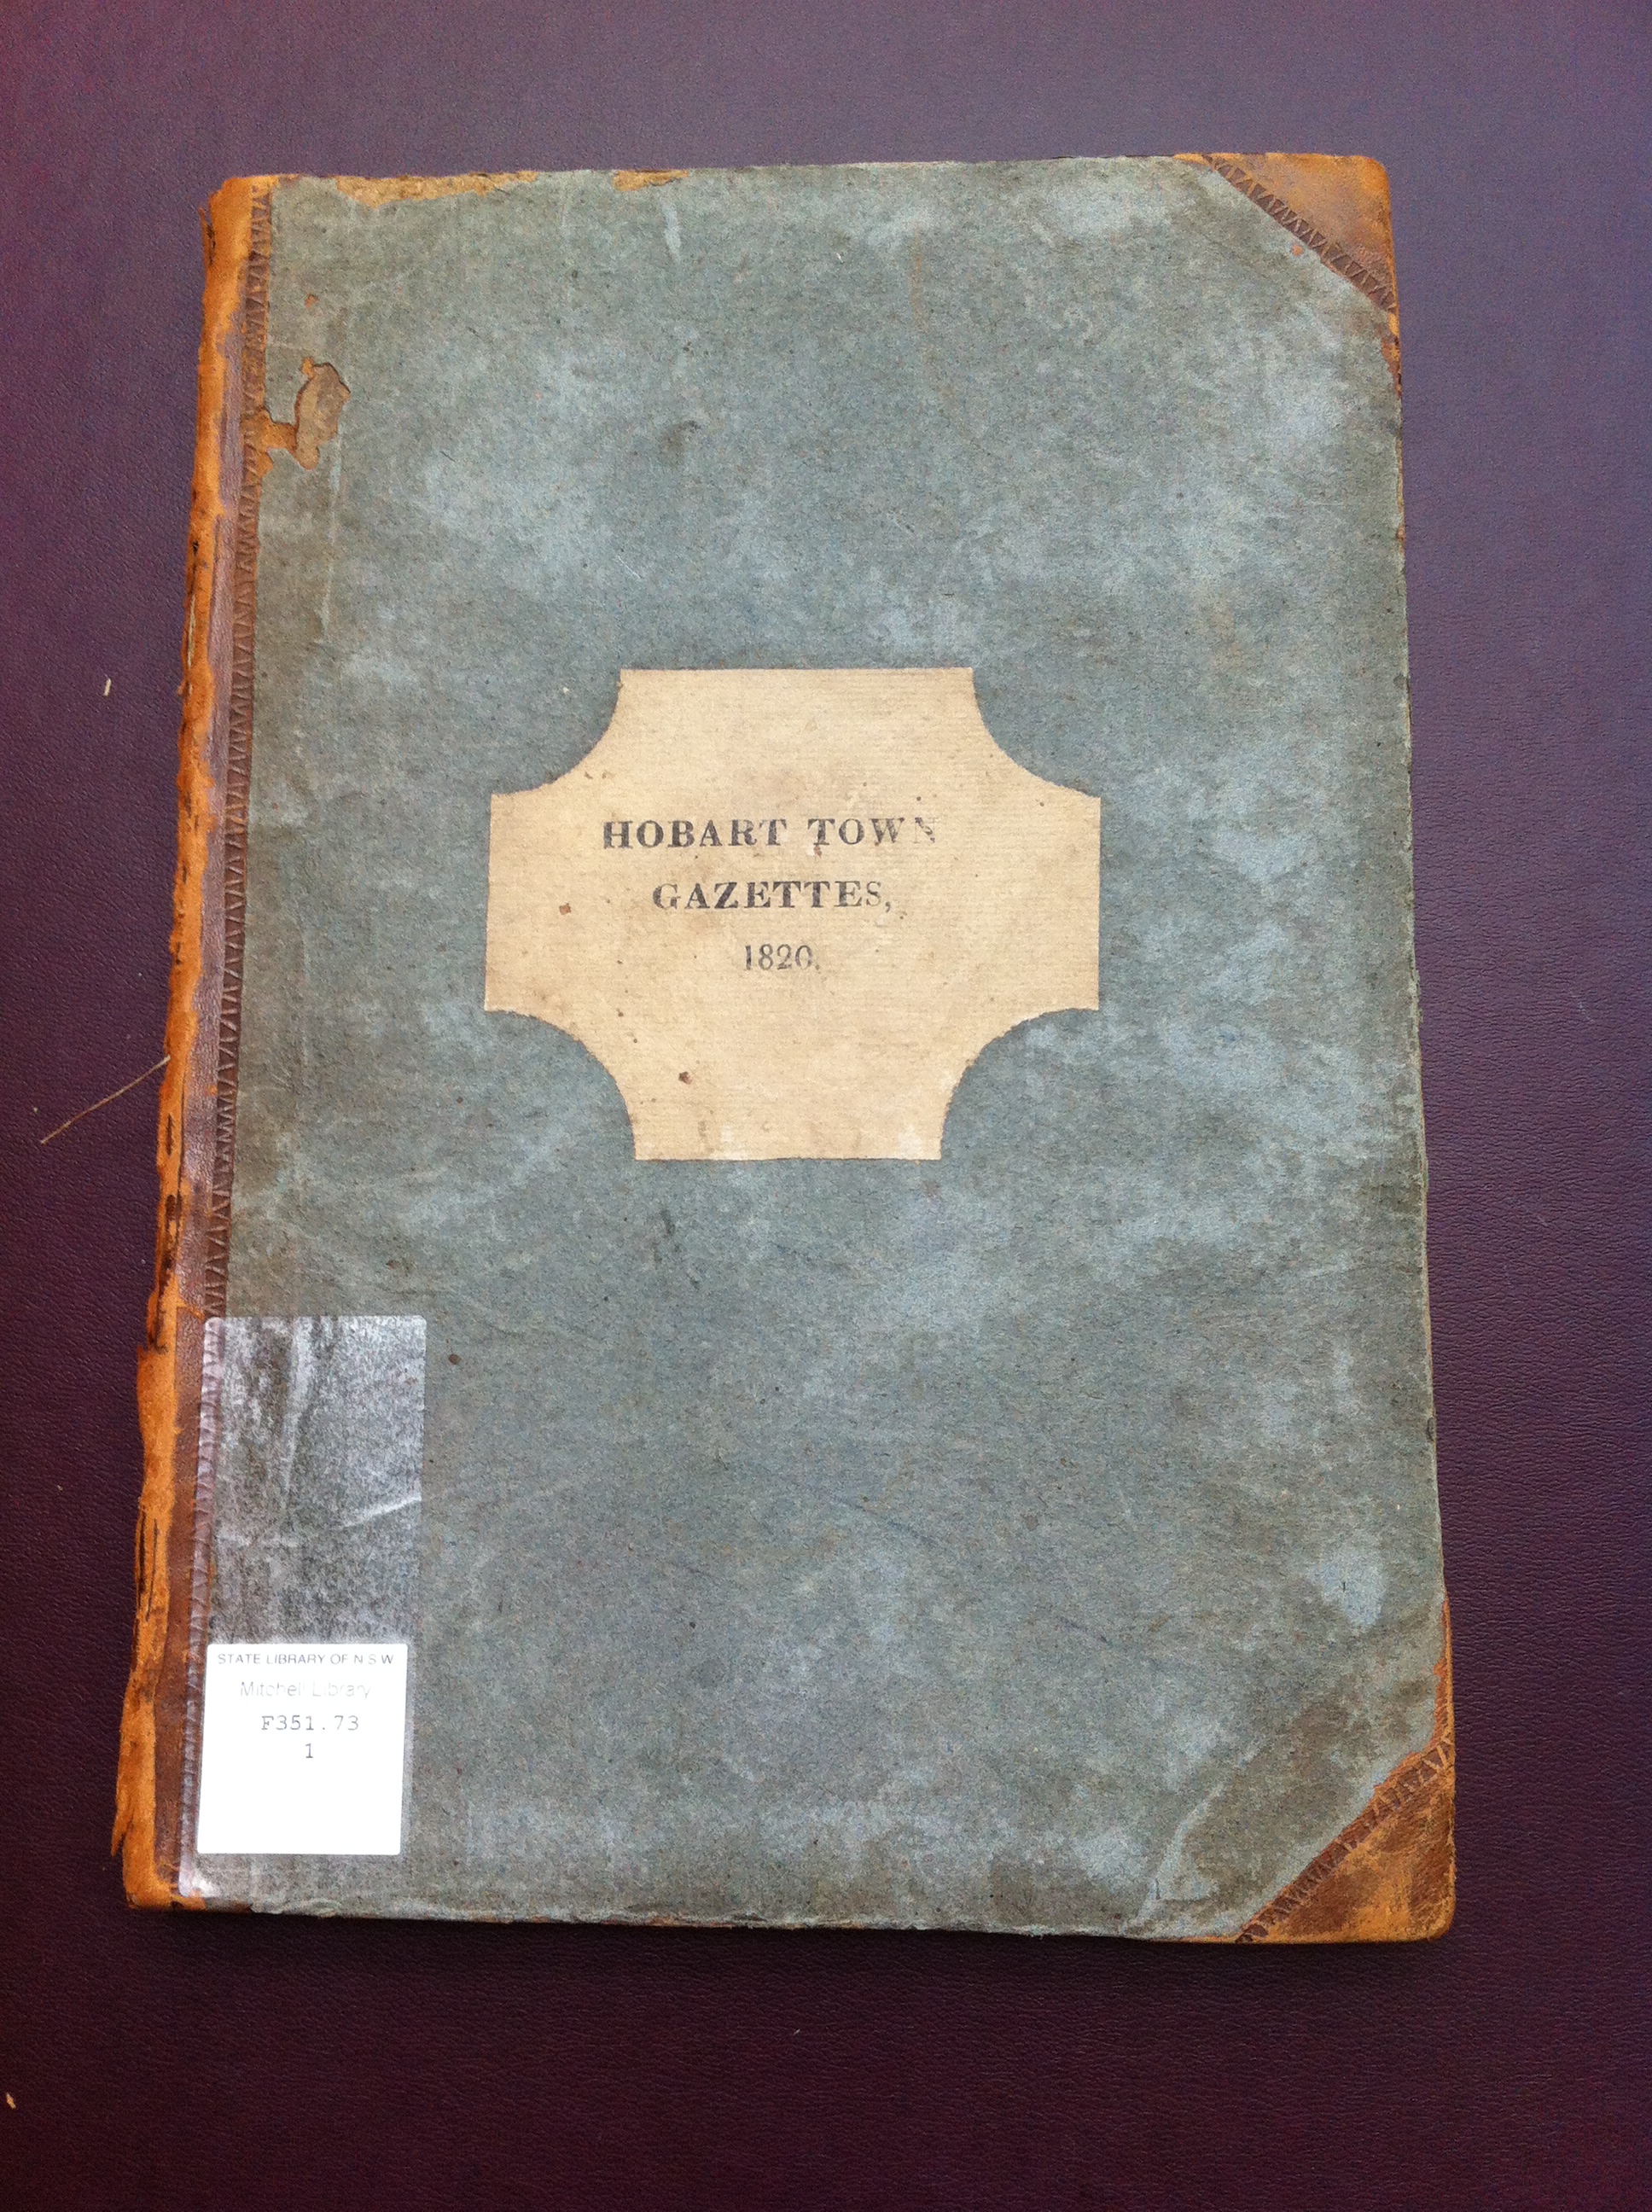 HOBART TOWN
GAZETTES,
1820.
STATE LIBRARY OF N S W
Mitchell Library
F351.73
1